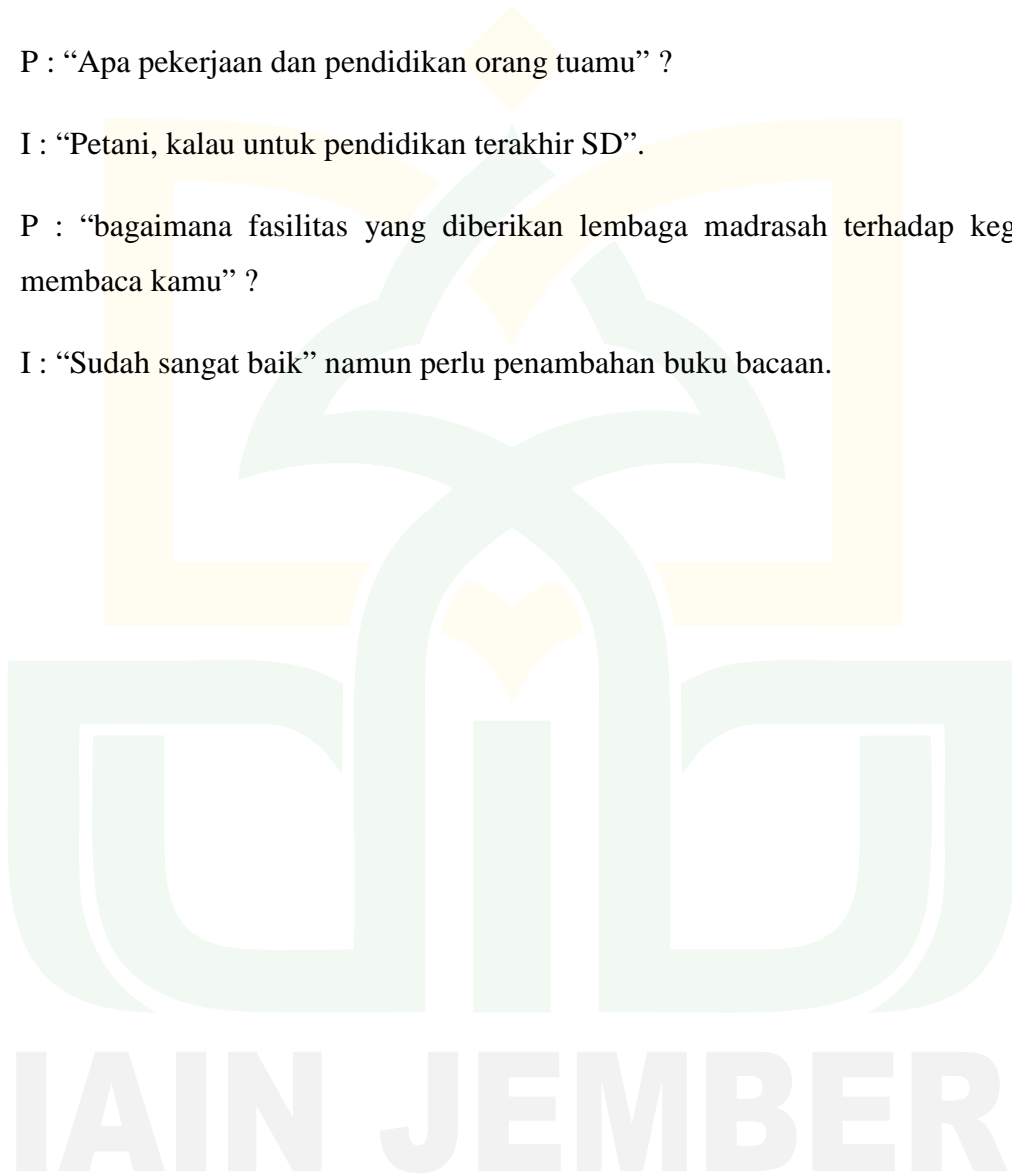 P : “Apa pekerjaan dan pendidikan orang tuamu” ?
I : “Petani, kalau untuk pendidikan terakhir SD”.
P : “bagaimana fasilitas yang diberikan lembaga madrasah terhadap keg
membaca kamu” ?
I : “Sudah sangat baik” namun perlu penambahan buku bacaan.
IAIN JEMBER